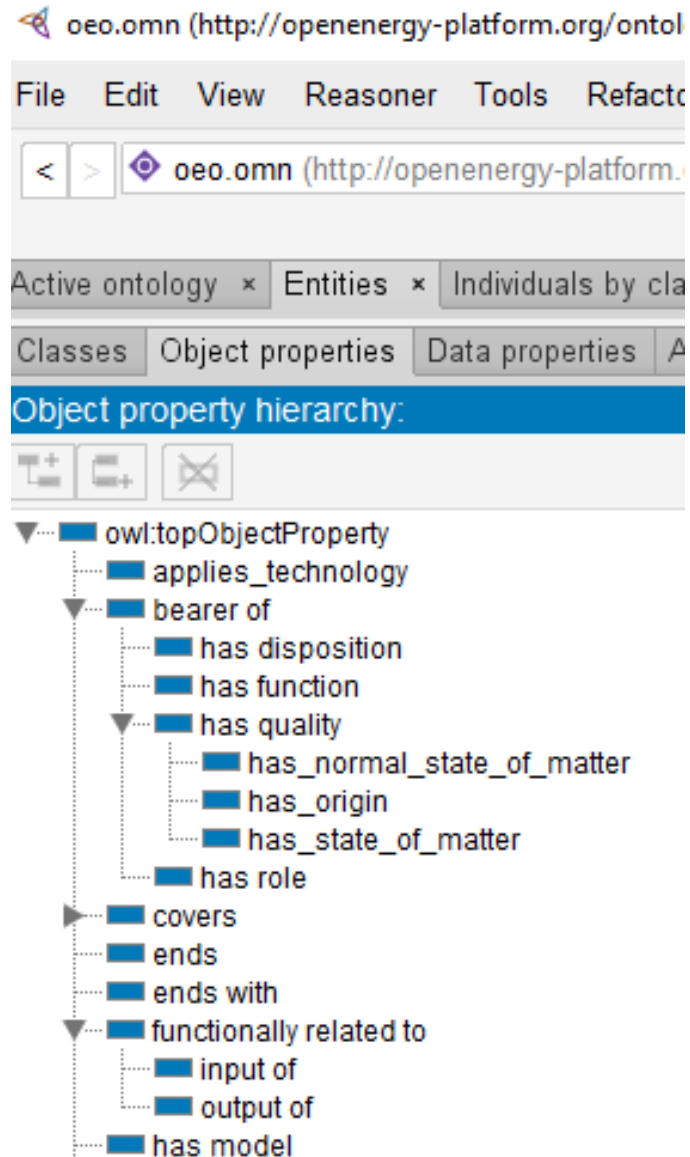 oeo.omn (http://openenergy-platform.org/ontol
File Edit View Reasoner Tools Refacto
< > oeo.omn (http://openenergy-platform.
Active ontology × Entities × Individuals by cla
Classes Object properties Data properties A
Object property hierarchy:
owl:topObjectProperty
applies_technology
bearer of
has disposition
has function
has quality
has_normal_state_of_matter
has_origin
has_state_of_matter
has role
covers
ends
ends with
functionally related to
input of
output of
has model